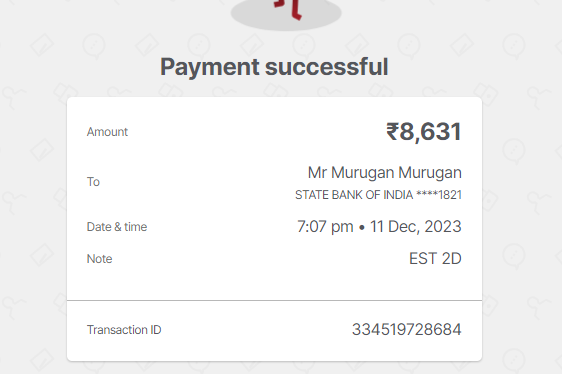 Payment successful
Amount ₹8,631
To Mr Murugan Murugan
STATE BANK OF INDIA ****1821
Date & time 7:07 pm • 11 Dec, 2023
Note EST 2D
Transaction ID 334519728684